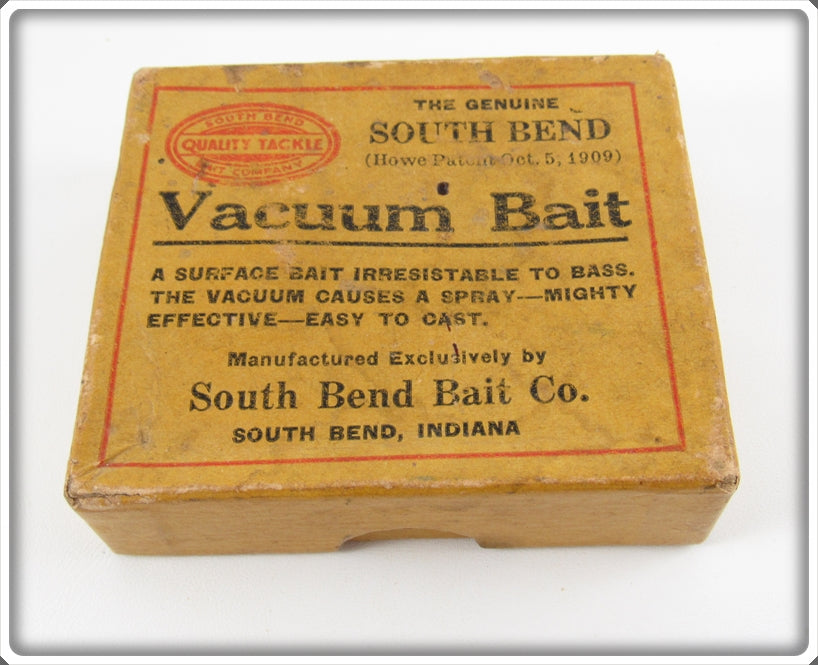 SOUTH BEND
QUALITY TACKLE
BAIT COMPANY
THE GENUINE
SOUTH BEND
(Howe Patent Oct. 5, 1909)
Vacuum Bait
A SURFACE BAIT IRRESISTABLE TO BASS.
THE VACUUM CAUSES A SPRAY—MIGHTY
EFFECTIVE—EASY TO CAST.
Manufactured Exclusively by
South Bend Bait Co.
SOUTH BEND, INDIANA